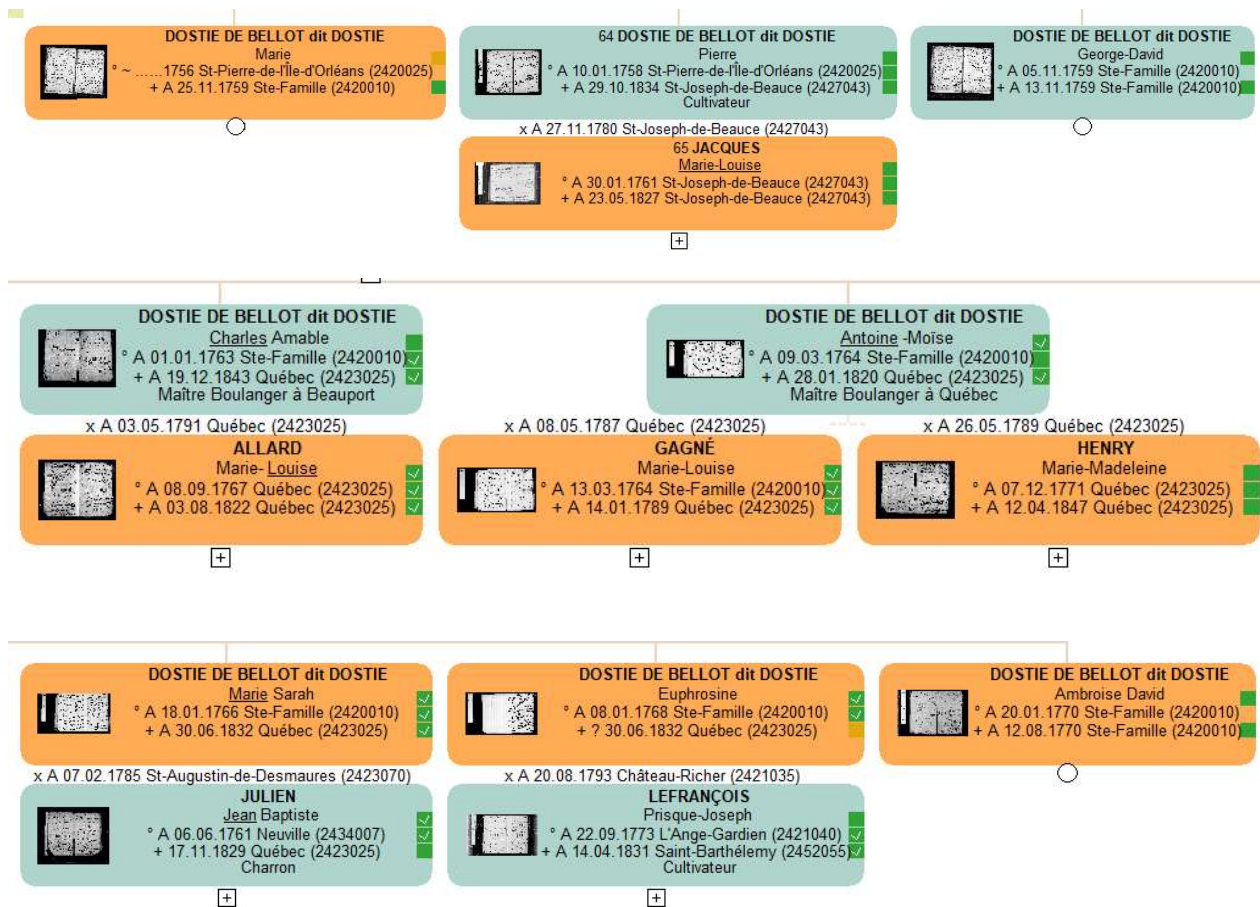 DOSTIE DE BELLOT dit DOSTIE
Marie
° ~ ......1756 St-Pierre-de-l'Île-d'Orléans (2420025)
+ A 25.11.1759 Ste-Famille (2420010)
64 DOSTIE DE BELLOT dit DOSTIE
Pierre
° A 10.01.1758 St-Pierre-de-l'Île-d'Orléans (2420025)
+ A 29.10.1834 St-Joseph-de-Beauce (2427043)
Cultivateur
x A 27.11.1780 St-Joseph-de-Beauce (2427043)
65 JACQUES
Marie-Louise
° A 30.01.1761 St-Joseph-de-Beauce (2427043)
+ A 23.05.1827 St-Joseph-de-Beauce (2427043)
DOSTIE DE BELLOT dit DOSTIE
George-David
° A 05.11.1759 Ste-Famille (2420010)
+ A 13.11.1759 Ste-Famille (2420010)
DOSTIE DE BELLOT dit DOSTIE
Charles Amable
° A 01.01.1763 Ste-Famille (2420010)
+ A 19.12.1843 Québec (2423025)
Maître Boulanger à Beauport
x A 03.05.1791 Québec (2423025)
ALLARD
Marie- Louise
° A 08.09.1767 Québec (2423025)
+ A 03.08.1822 Québec (2423025)
DOSTIE DE BELLOT dit DOSTIE
Antoine -Moïse
° A 09.03.1764 Ste-Famille (2420010)
+ A 28.01.1820 Québec (2423025)
Maître Boulanger à Québec
x A 08.05.1787 Québec (2423025)
GAGNÉ
Marie-Louise
° A 13.03.1764 Ste-Famille (2420010)
+ A 14.01.1789 Québec (2423025)
x A 26.05.1789 Québec (2423025)
HENRY
Marie-Madeleine
° A 07.12.1771 Québec (2423025)
+ A 12.04.1847 Québec (2423025)
DOSTIE DE BELLOT dit DOSTIE
Marie Sarah
° A 18.01.1766 Ste-Famille (2420010)
+ A 30.06.1832 Québec (2423025)
x A 07.02.1785 St-Augustin-de-Desmaures (2423070)
JULIEN
Jean Baptiste
° A 06.06.1761 Neuville (2434007)
+ 17.11.1829 Québec (2423025)
Charron
DOSTIE DE BELLOT dit DOSTIE
Euphrosine
° A 08.01.1768 Ste-Famille (2420010)
+ ? 30.06.1832 Québec (2423025)
x A 20.08.1793 Château-Richer (2421035)
LEFRANÇOIS
Prisque-Joseph
° A 22.09.1773 L'Ange-Gardien (2421040)
+ A 14.04.1831 Saint-Barthélemy (2452055)
Cultivateur
DOSTIE DE BELLOT dit DOSTIE
Ambroise David
° A 20.01.1770 Ste-Famille (2420010)
+ A 12.08.1770 Ste-Famille (2420010)